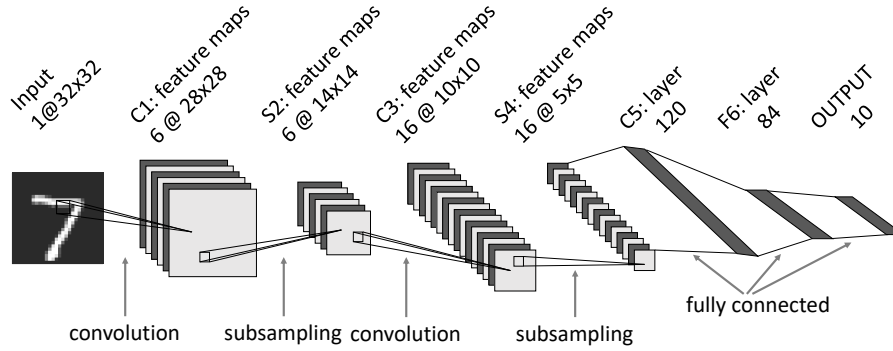 Input
1@32x32
C1: feature maps
6 @ 28x28
S2: feature maps
6 @ 14x14
C3: feature maps
16 @ 10x10
S4: feature maps
16 @ 5x5
C5: layer
120
F6: layer
84
OUTPUT
10
convolution
subsampling
convolution
subsampling
fully connected